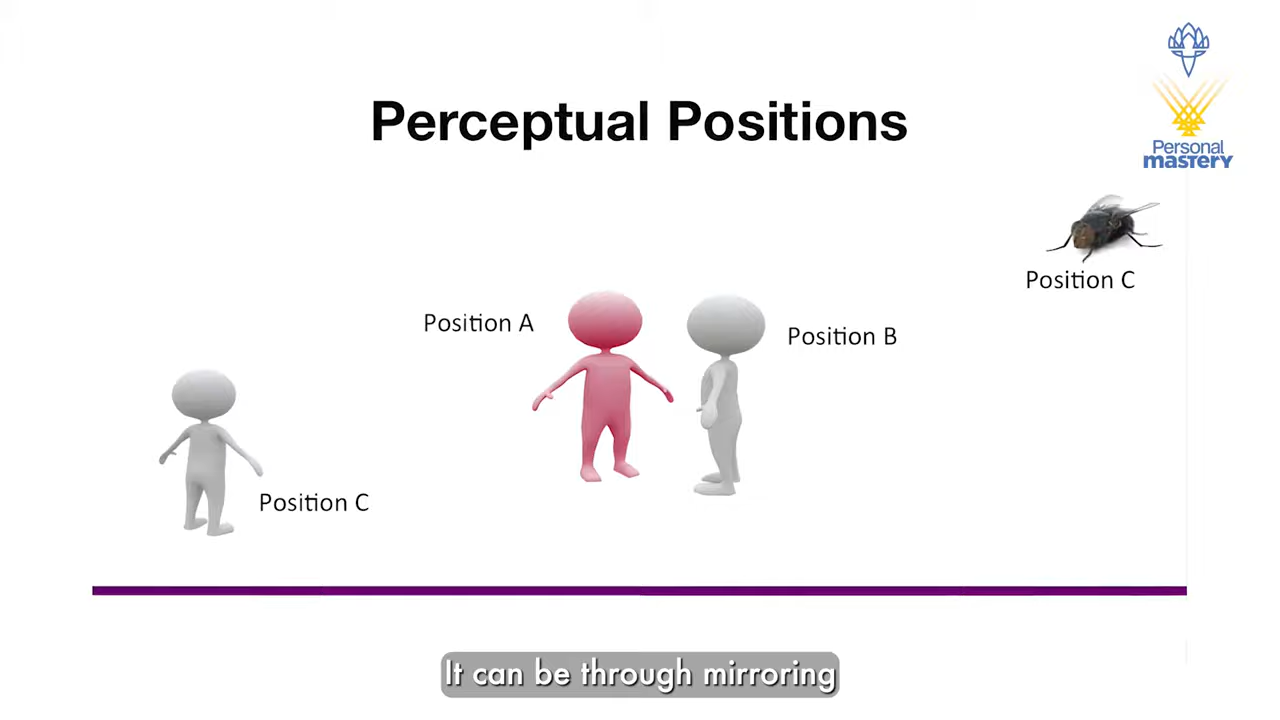 Perceptual Positions
Personal
mastery
Position C
Position A
Position B
Position C
It can be through mirroring